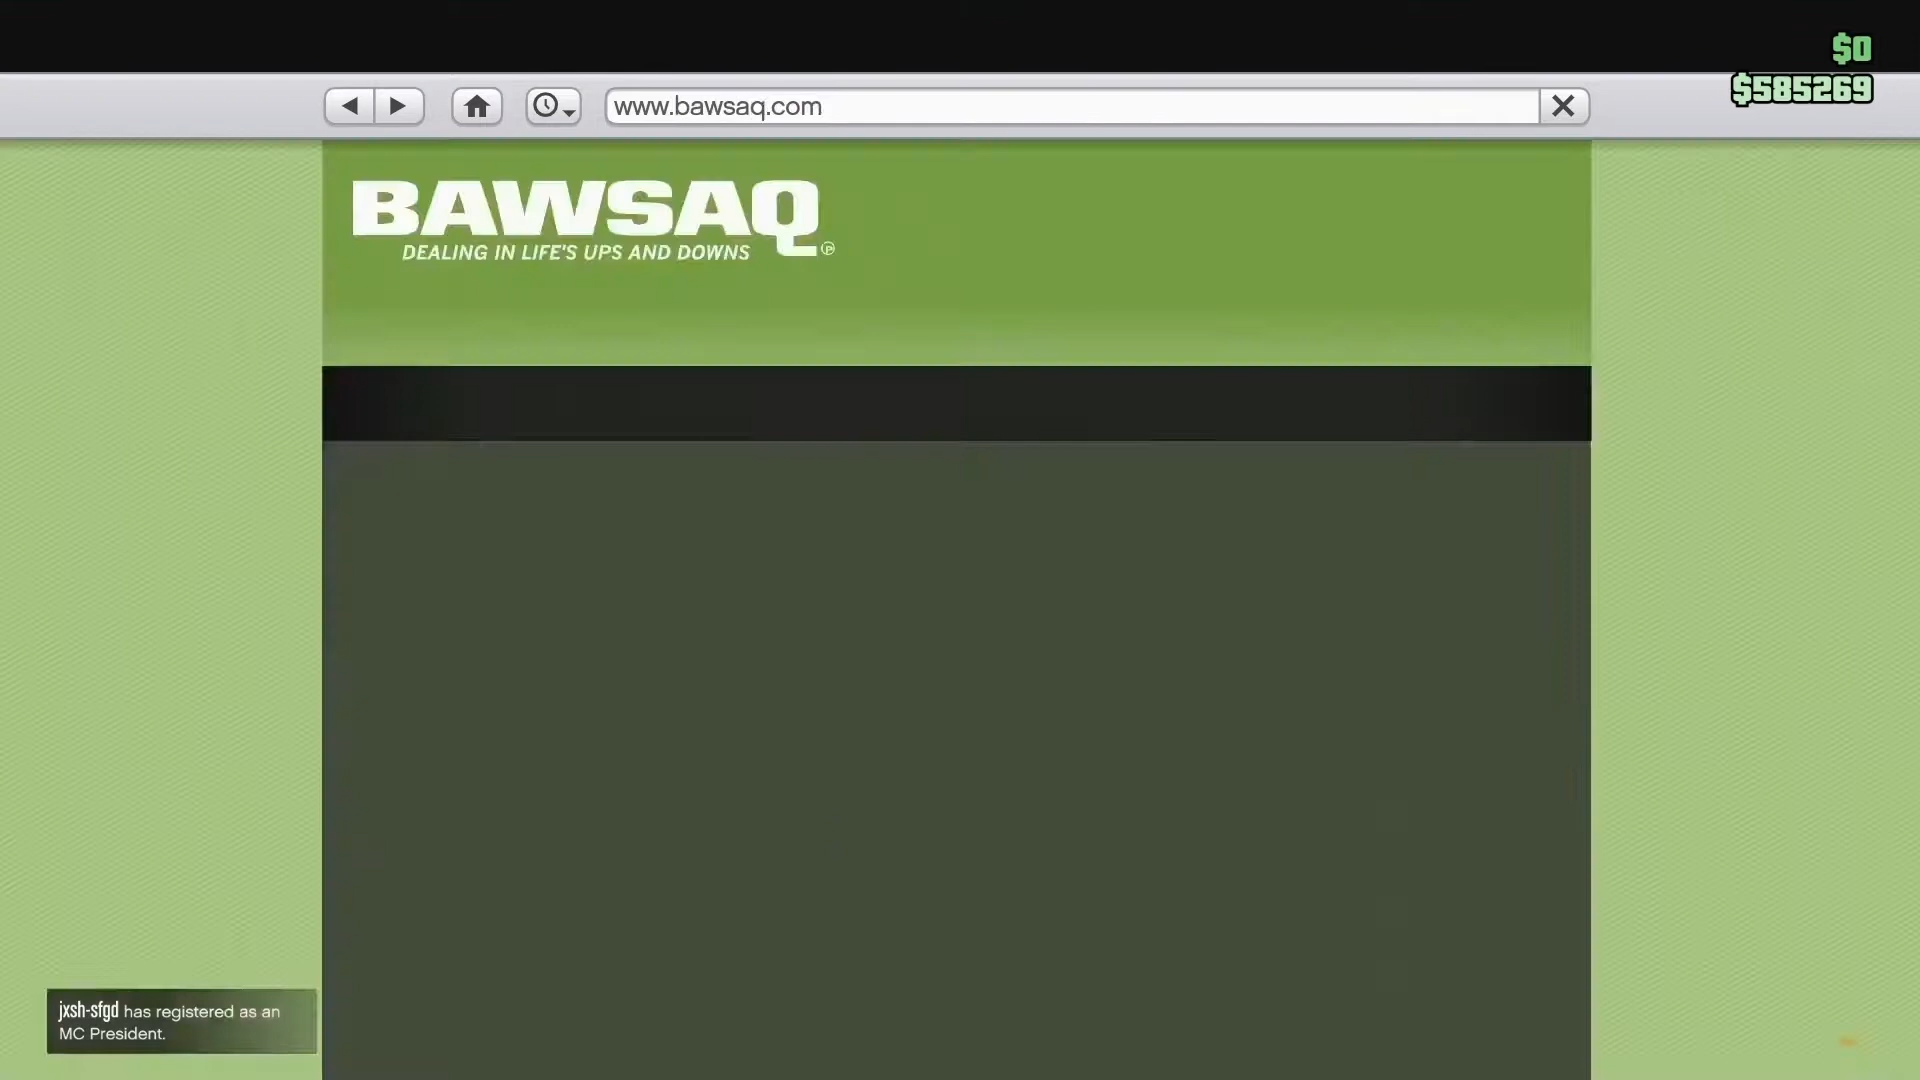 $0
$585269
www.bawsaq.com
BAWSAQ
DEALING IN LIFE'S UPS AND DOWNS
jxsh-sfgd has registered as an
MC President.